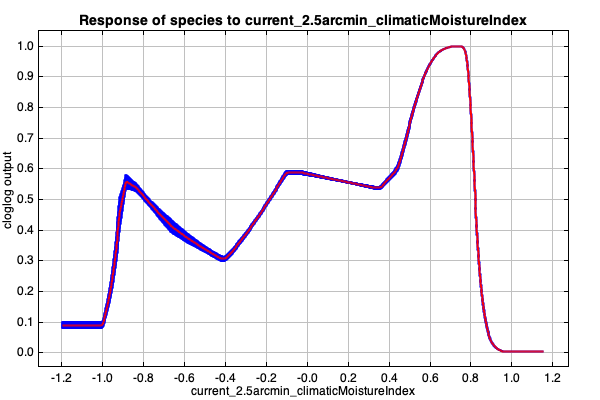 Response of species to current_2.5arcmin_climaticMoistureIndex
cloglog output
1.0
0.9
0.8
0.7
0.6
0.5
0.4
0.3
0.2
0.1
0.0
-1.2 -1.0 -0.8 -0.6 -0.4 -0.2 -0.0 0.2 0.4 0.6 0.8 1.0 1.2
current_2.5arcmin_climaticMoistureIndex